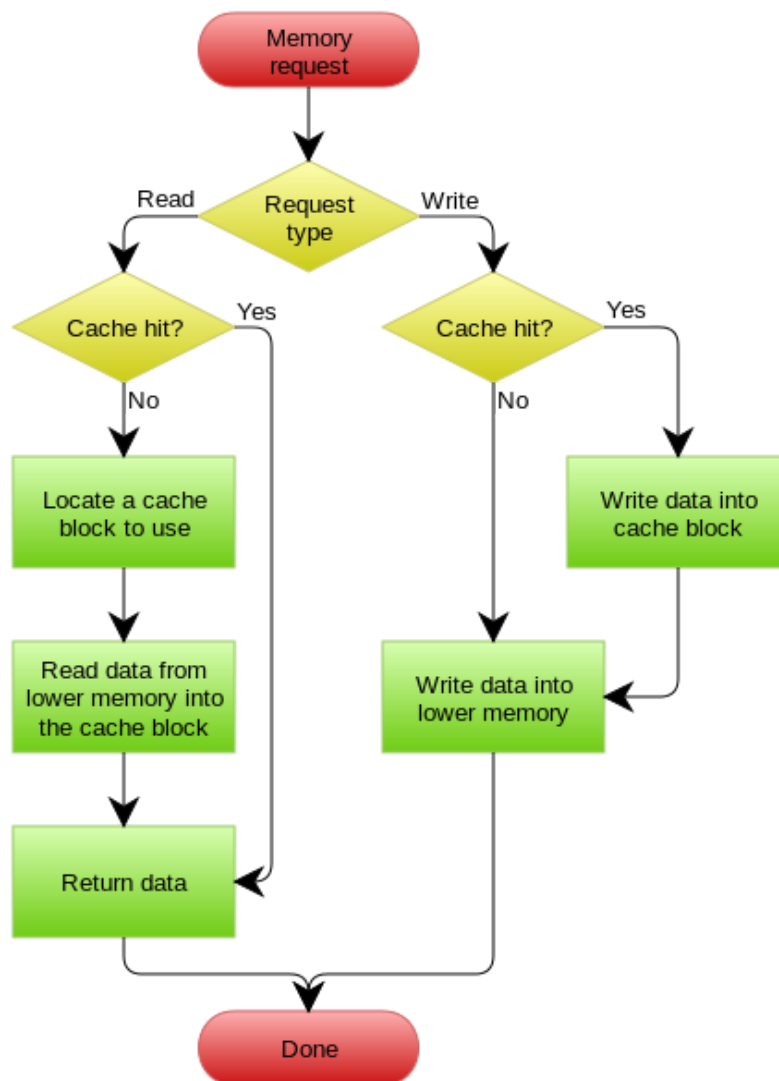 Memory
request
Read
Request
type
Write
Cache hit?
Yes
Cache hit?
Yes
No
No
Locate a cache
block to use
Write data into
cache block
Read data from
lower memory into
the cache block
Write data into
lower memory
Return data
Done